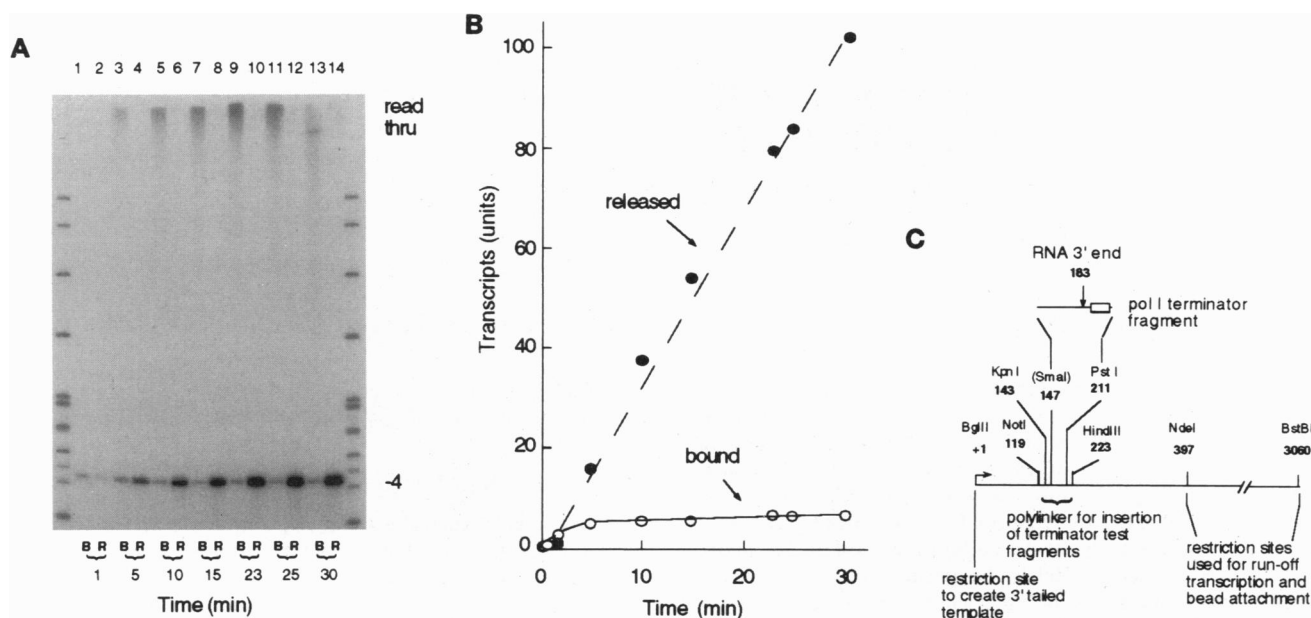 A
1 2 3 4 5 6 7 8 9 10 11 12 13 14
read
thru
-4
B R B R B R B R B R B R B R
1 5 10 15 23 25 30
Time (min)
B
100
80
60
40
20
0
Transcripts (units)
released
bound
0 10 20 30
Time (min)
C
RNA 3' end
183
pol I terminator
fragment
Kpn I
143
(SmaI)
147
Pst I
211
BglII
+1
NotI
119
HindIII
223
NdeI
397
BstBI
3060
polylinker for insertion
of terminator test
fragments
restriction site
to create 3' tailed
template
restriction sites
used for run-off
transcription and
bead attachment